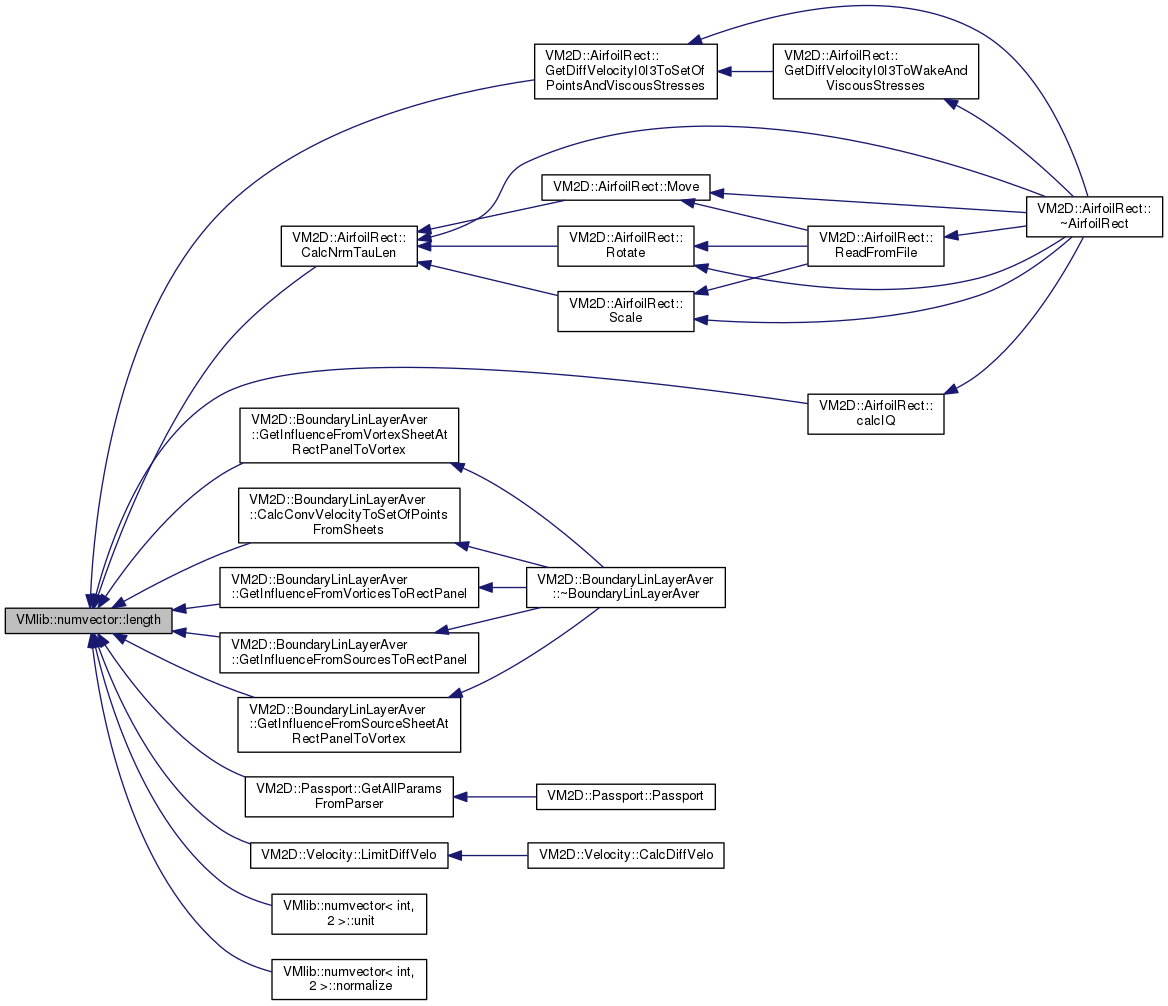 VM2D::AirfoilRect::
GetDiffVelocityI0I3ToSetOf
PointsAndViscousStresses
VM2D::AirfoilRect::
GetDiffVelocityI0I3ToWakeAnd
ViscousStresses
VM2D::AirfoilRect::Move
VM2D::AirfoilRect::
~AirfoilRect
VM2D::AirfoilRect::
CalcNrmTauLen
VM2D::AirfoilRect::
Rotate
VM2D::AirfoilRect::
ReadFromFile
VM2D::AirfoilRect::
Scale
VM2D::AirfoilRect::
calcIQ
VM2D::BoundaryLinLayerAver
::GetInfluenceFromVortexSheetAt
RectPanelToVortex
VM2D::BoundaryLinLayerAver
::CalcConvVelocityToSetOfPoints
FromSheets
VM2D::BoundaryLinLayerAver
::GetInfluenceFromVorticesToRectPanel
VM2D::BoundaryLinLayerAver
::~BoundaryLinLayerAver
VMlib::numvector::length
VM2D::BoundaryLinLayerAver
::GetInfluenceFromSourcesToRectPanel
VM2D::BoundaryLinLayerAver
::GetInfluenceFromSourceSheetAt
RectPanelToVortex
VM2D::Passport::GetAllParams
FromParser
VM2D::Passport::Passport
VM2D::Velocity::LimitDiffVelo
VM2D::Velocity::CalcDiffVelo
VMlib::numvector< int,
2 >::unit
VMlib::numvector< int,
2 >::normalize